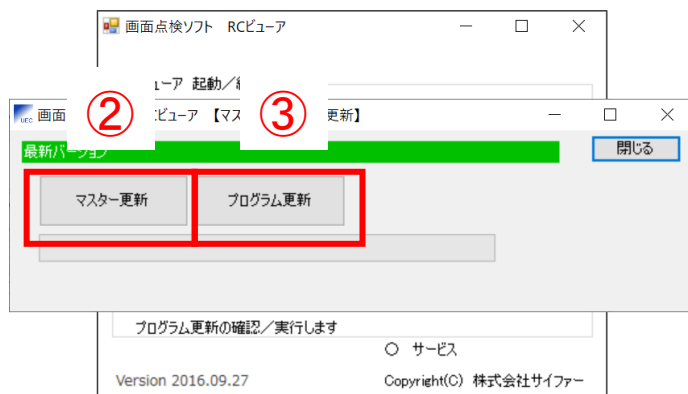 画面点検ソフト RCビューア
ューア 起動／
UEC 画面 ② ビューア 【マス ③ 更新】
最新バージョン
閉じる
マスター更新 プログラム更新
プログラム更新の確認／実行します
○ サービス
Version 2016.09.27 Copyright(C) 株式会社サイファー